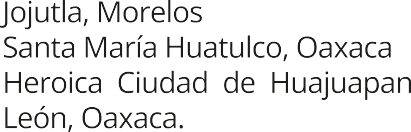 Jojutla, Morelos
Santa María Huatulco, Oaxaca
Heroica Ciudad de Huajuapan
León, Oaxaca.